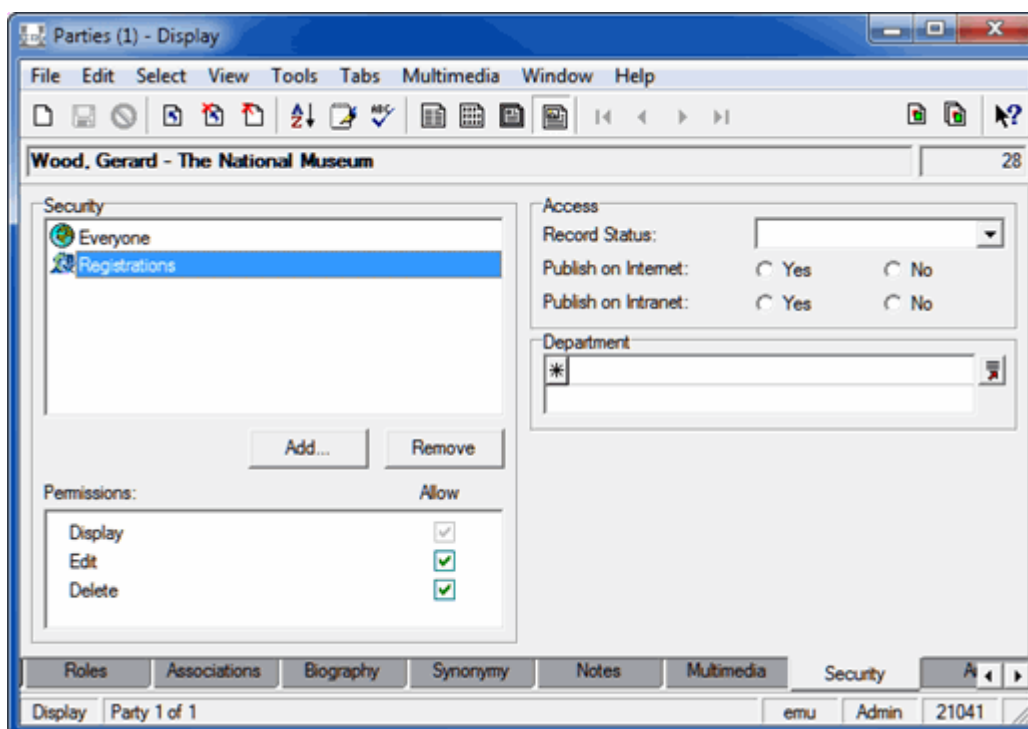 Parties (1) - Display
File Edit Select View Tools Tabs Multimedia Window Help
Wood, Gerard - The National Museum 28
Security
Everyone
Registrations
Add... Remove
Permissions: Allow
Display
Edit
Delete
Access
Record Status:
Publish on Internet: Yes No
Publish on Intranet: Yes No
Department
Roles Associations Biography Synonymy Notes Multimedia Security
Display Party 1 of 1 emu Admin 21041